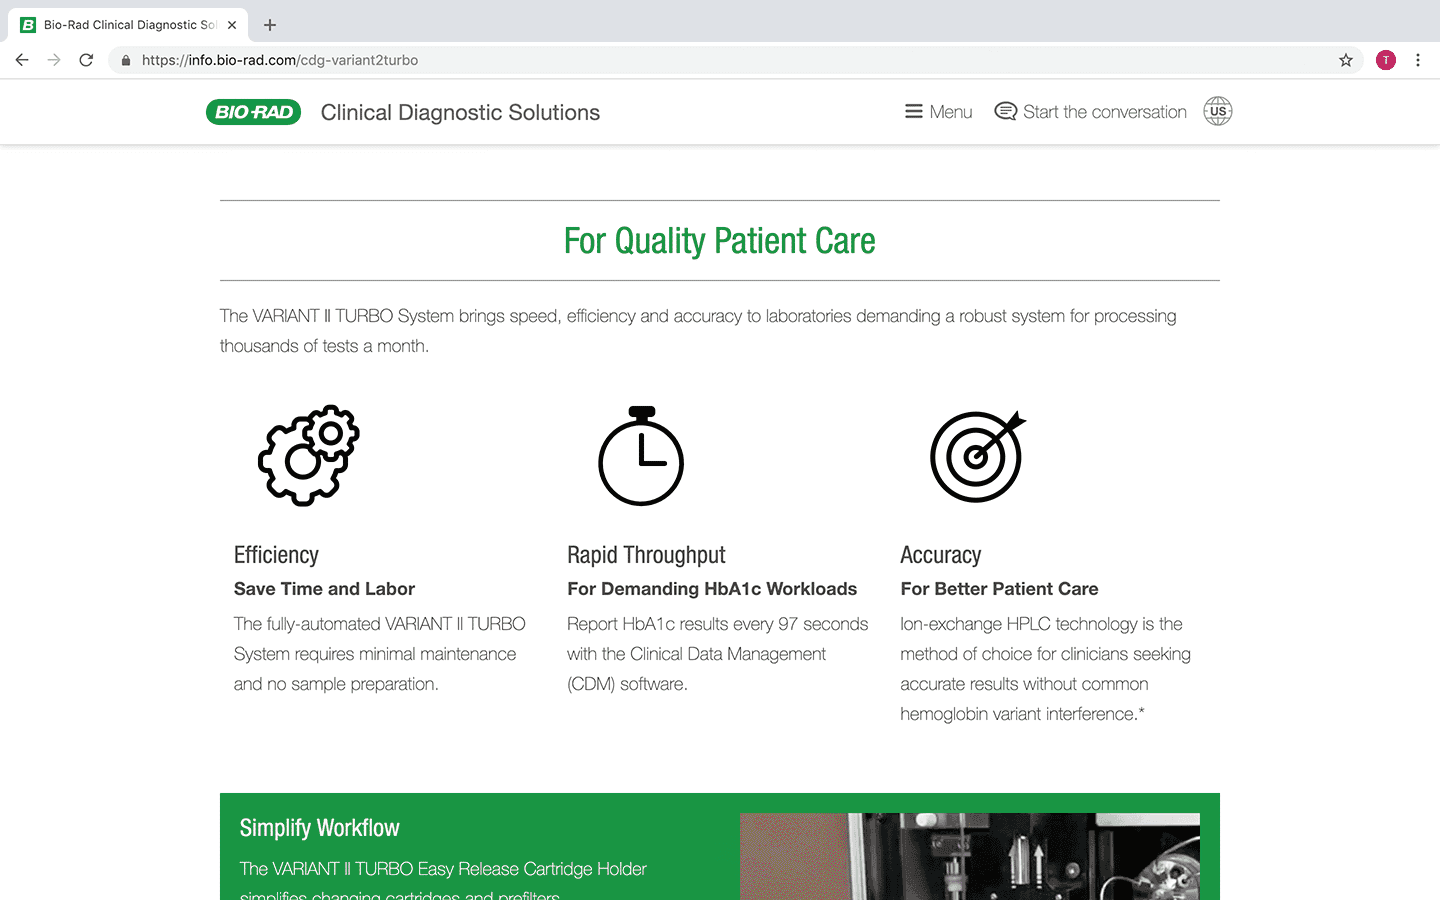 Bio-Rad Clinical Diagnostic Sol
https://info.bio-rad.com/cdg-variant2turbo
T
BIO-RAD
Clinical Diagnostic Solutions
Menu
Start the conversation
US
For Quality Patient Care
The VARIANT II TURBO System brings speed, efficiency and accuracy to laboratories demanding a robust system for processing
thousands of tests a month.
Efficiency
Save Time and Labor
The fully-automated VARIANT II TURBO
System requires minimal maintenance
and no sample preparation.
Rapid Throughput
For Demanding HbA1c Workloads
Report HbA1c results every 97 seconds
with the Clinical Data Management
(CDM) software.
Accuracy
For Better Patient Care
Ion-exchange HPLC technology is the
method of choice for clinicians seeking
accurate results without common
hemoglobin variant interference.*
Simplify Workflow
The VARIANT II TURBO Easy Release Cartridge Holder
simplifies changing cartridges and prefilters